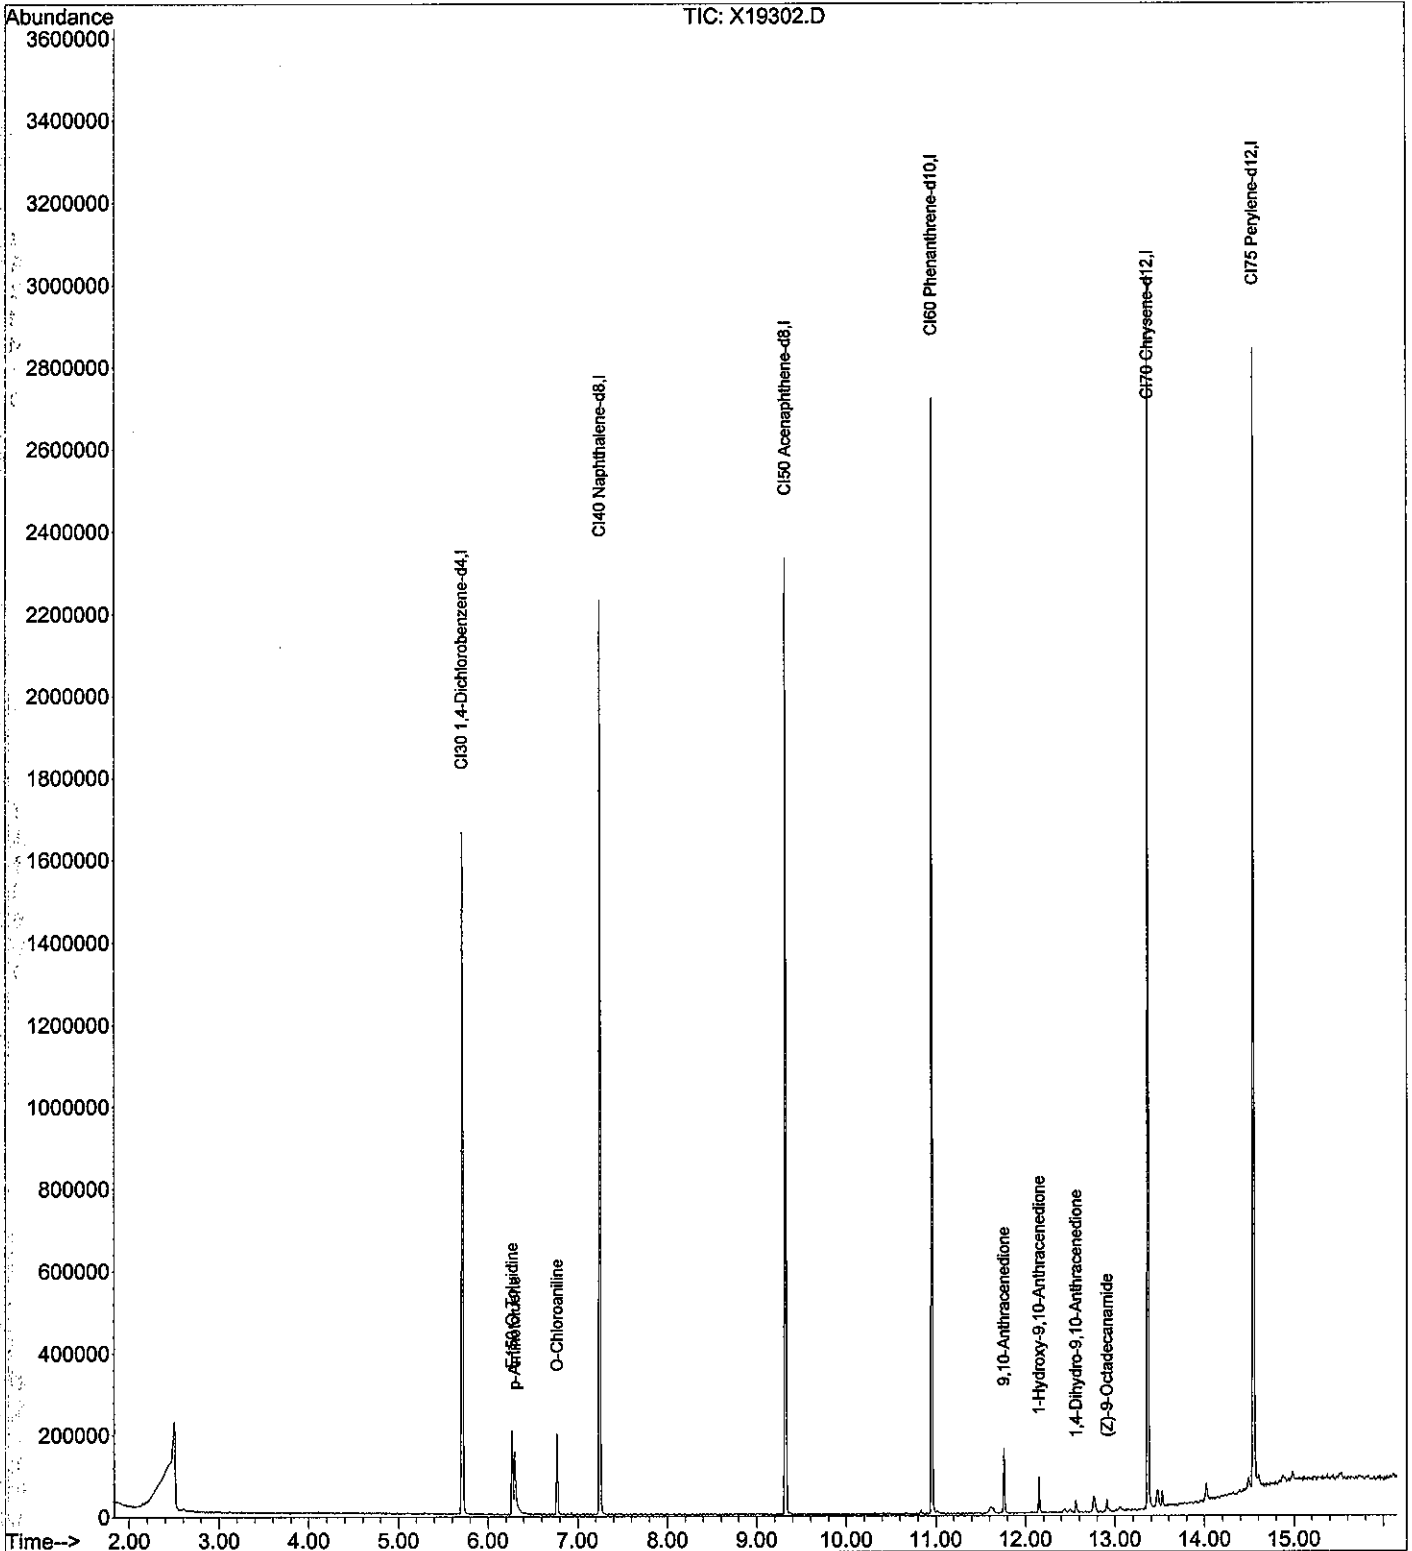 Abundance
TIC: X19302.D
3600000
3400000
3200000
3000000
2800000
2600000
2400000
2200000
2000000
1800000
1600000
1400000
1200000
1000000
800000
600000
400000
200000
0
CI30 1,4-Dichlorobenzene-d4,I
O-Toluidine
p-Aminotoluene
O-Chloroaniline
CI40 Naphthalene-d8,I
CI50 Acenaphthene-d8,I
CI60 Phenanthrene-d10,I
9,10-Anthracenedione
1-Hydroxy-9,10-Anthracenedione
1,4-Dihydro-9,10-Anthracenedione
(Z)-9-Octadecanamide
CI70 Chrysene-d12,I
CI75 Perylene-d12,I
Time--> 2.00 3.00 4.00 5.00 6.00 7.00 8.00 9.00 10.00 11.00 12.00 13.00 14.00 15.00